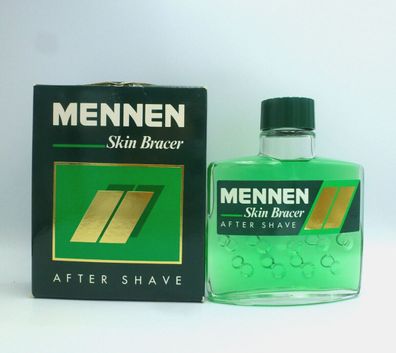 MENNEN
Skin Bracer
AFTER SHAVE
MENNEN
Skin Bracer
AFTER SHAVE